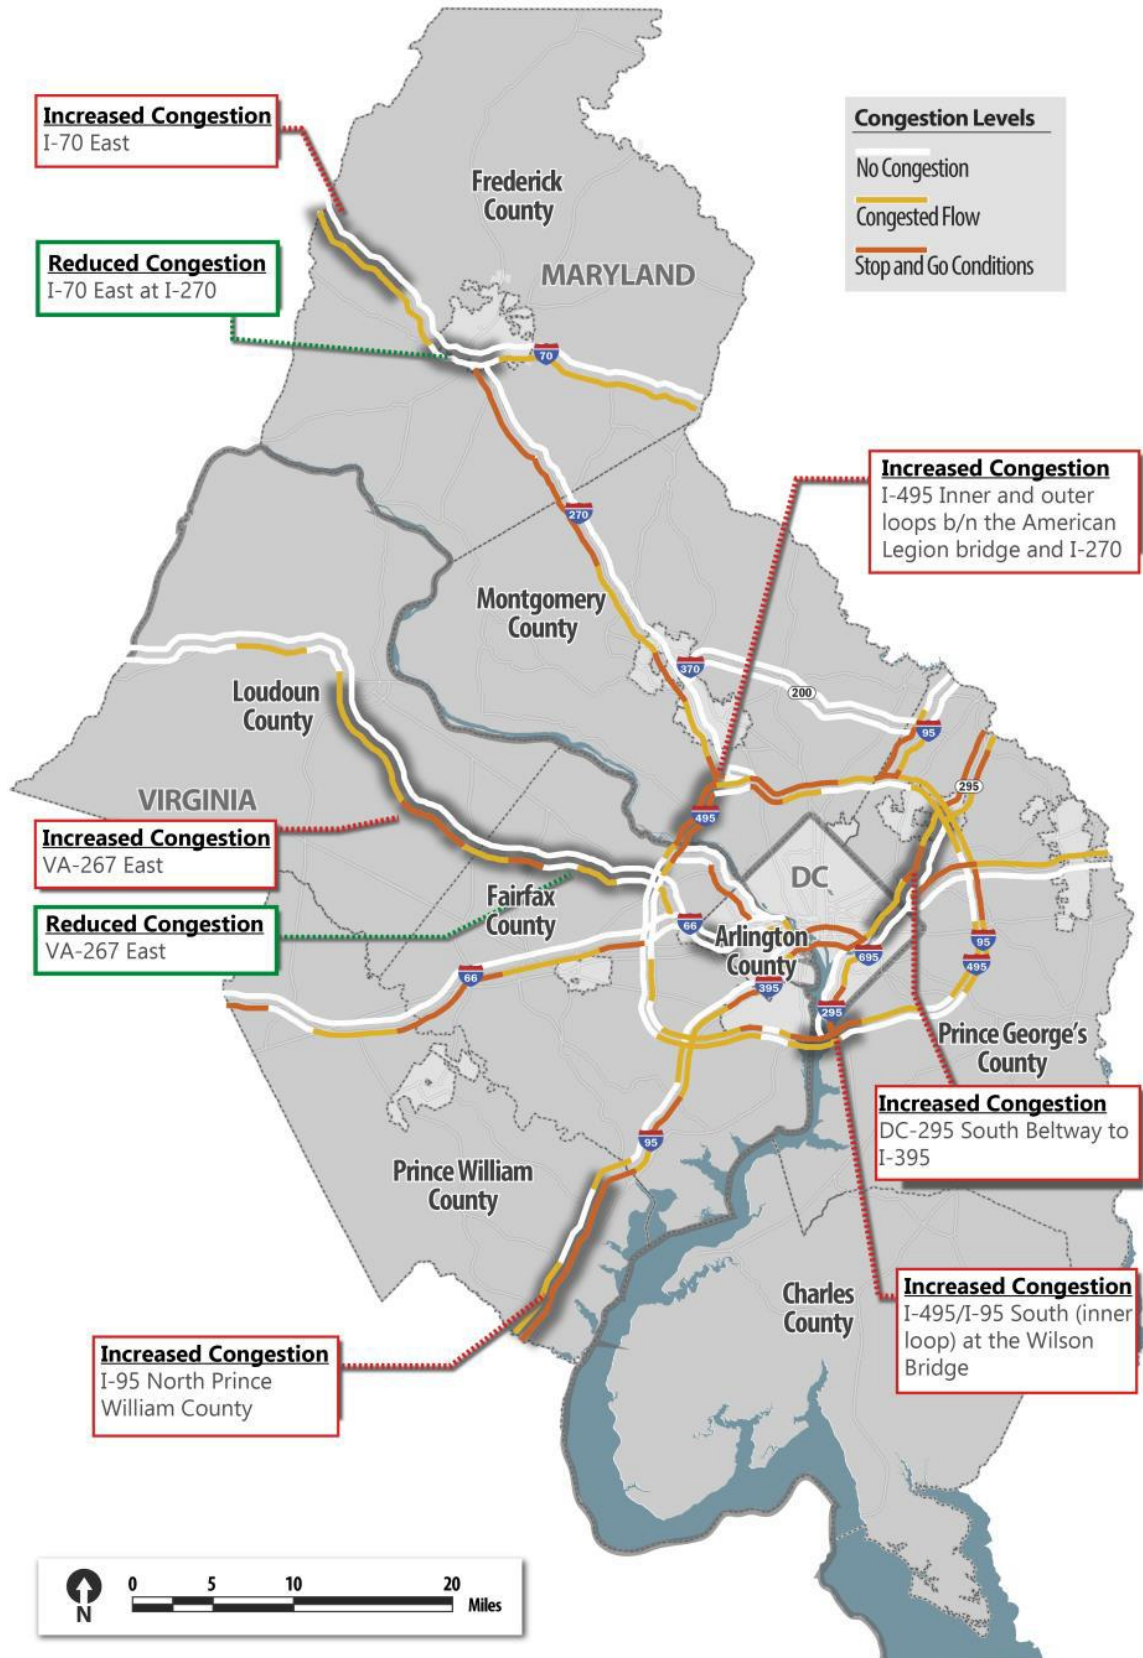 Increased Congestion
I-70 East
Reduced Congestion
I-70 East at I-270
Congestion Levels
No Congestion
Congested Flow
Stop and Go Conditions
Frederick
County
MARYLAND
70
Increased Congestion
I-495 Inner and outer
loops b/n the American
Legion bridge and I-270
270
Montgomery
County
370
200
95
295
Loudoun
County
VIRGINIA
495
Increased Congestion
VA-267 East
Reduced Congestion
VA-267 East
DC
Fairfax
County
66
Arlington
County
695
95
495
66
395
295
Prince George's
County
Increased Congestion
DC-295 South Beltway to
I-395
95
Prince William
County
Charles
County
Increased Congestion
I-495/I-95 South (inner
loop) at the Wilson
Bridge
Increased Congestion
I-95 North Prince
William County
N
0 5 10 20
Miles